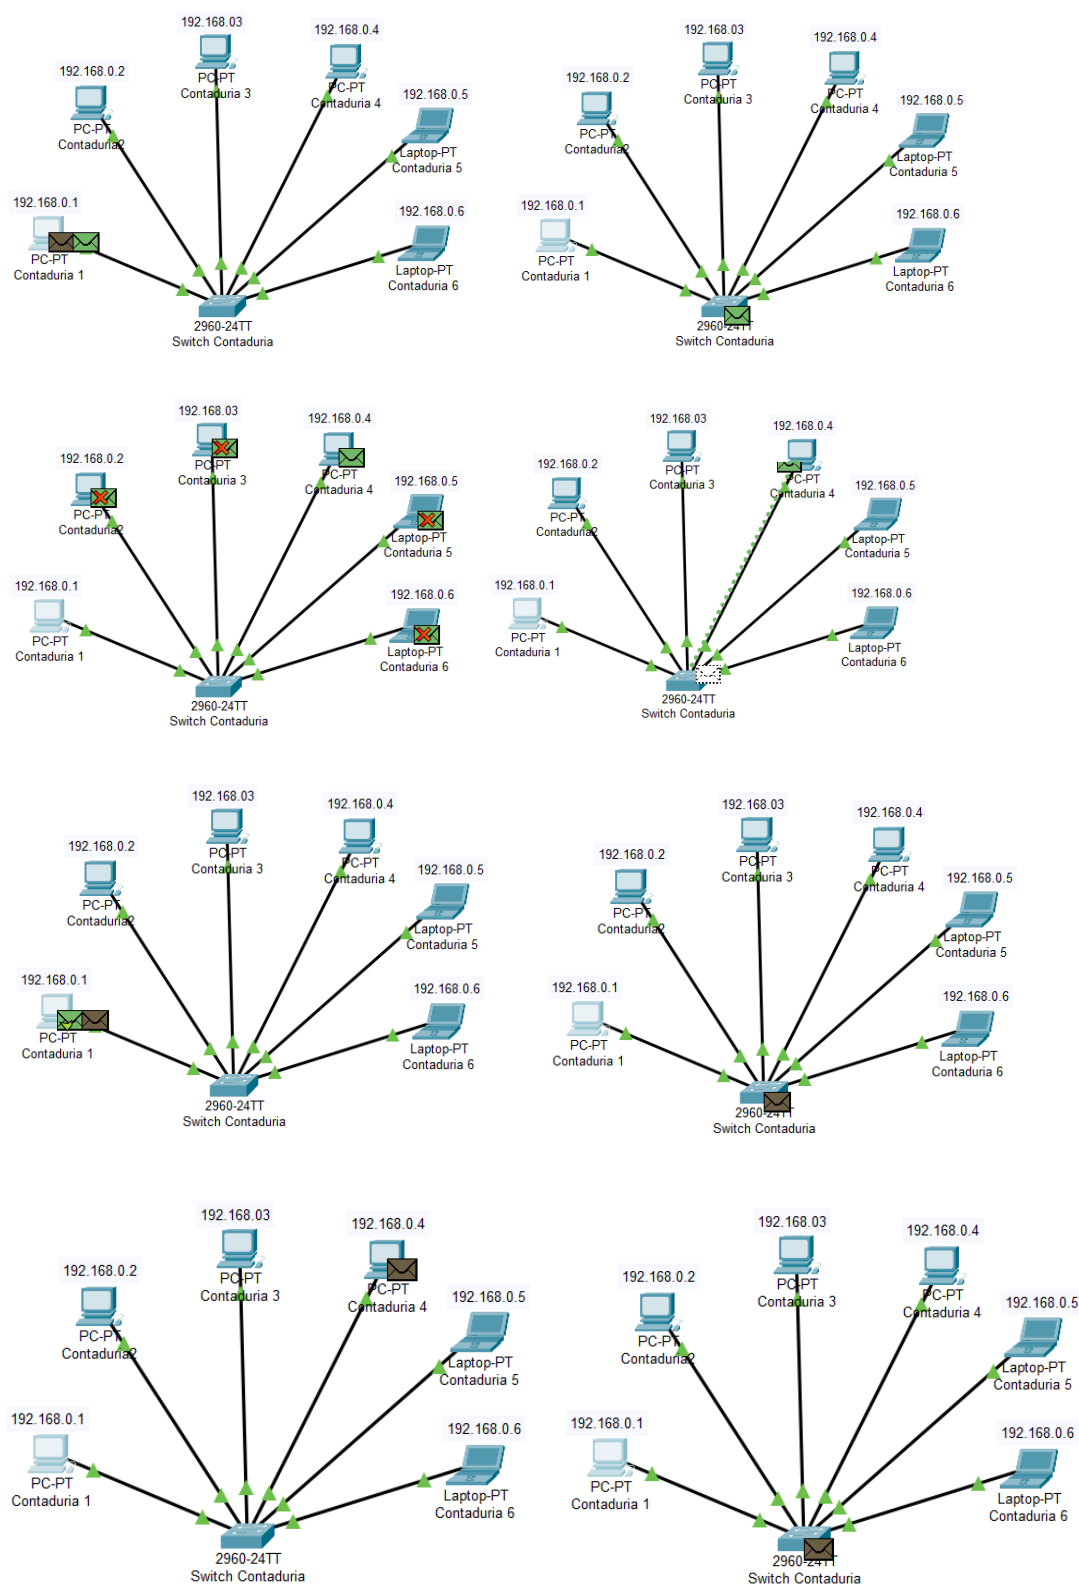 192.168.03
192.168.0.4
192.168.0.2
PC-PT
Contaduria 3
PC-PT
Contaduria 4
192.168.0.5
PC-PT
Contaduria2
Laptop-PT
Contaduria 5
192.168.0.1
192.168.0.6
PC-PT
Contaduria 1
Laptop-PT
Contaduria 6
2960-24TT
Switch Contaduria
192.168.03
192.168.0.4
192.168.0.2
PC-PT
Contaduria 3
PC-PT
Contaduria 4
192.168.0.5
PC-PT
Contaduria2
Laptop-PT
Contaduria 5
192.168.0.1
192.168.0.6
PC-PT
Contaduria 1
Laptop-PT
Contaduria 6
2960-24TT
Switch Contaduria
192.168.03
192.168.0.4
192.168.0.2
PC-PT
Contaduria 3
PC-PT
Contaduria 4
192.168.0.5
PC-PT
Contaduria2
Laptop-PT
Contaduria 5
192.168.0.1
192.168.0.6
PC-PT
Contaduria 1
Laptop-PT
Contaduria 6
2960-24TT
Switch Contaduria
192.168.03
192.168.0.4
192.168.0.2
PC-PT
Contaduria 3
PC-PT
Contaduria 4
192.168.0.5
PC-PT
Contaduria2
Laptop-PT
Contaduria 5
192.168.0.1
192.168.0.6
PC-PT
Contaduria 1
Laptop-PT
Contaduria 6
2960-24TT
Switch Contaduria
192.168.03
192.168.0.4
192.168.0.2
PC-PT
Contaduria 3
PC-PT
Contaduria 4
192.168.0.5
PC-PT
Contaduria2
Laptop-PT
Contaduria 5
192.168.0.1
192.168.0.6
PC-PT
Contaduria 1
Laptop-PT
Contaduria 6
2960-24TT
Switch Contaduria
192.168.03
192.168.0.4
192.168.0.2
PC-PT
Contaduria 3
PC-PT
Contaduria 4
192.168.0.5
PC-PT
Contaduria2
Laptop-PT
Contaduria 5
192.168.0.1
192.168.0.6
PC-PT
Contaduria 1
Laptop-PT
Contaduria 6
2960-24TT
Switch Contaduria
192.168.03
192.168.0.4
192.168.0.2
PC-PT
Contaduria 3
PC-PT
Contaduria 4
192.168.0.5
PC-PT
Contaduria2
Laptop-PT
Contaduria 5
192.168.0.1
192.168.0.6
PC-PT
Contaduria 1
Laptop-PT
Contaduria 6
2960-24TT
Switch Contaduria
192.168.03
192.168.0.4
192.168.0.2
PC-PT
Contaduria 3
PC-PT
Contaduria 4
192.168.0.5
PC-PT
Contaduria2
Laptop-PT
Contaduria 5
192.168.0.1
192.168.0.6
PC-PT
Contaduria 1
Laptop-PT
Contaduria 6
2960-24TT
Switch Contaduria